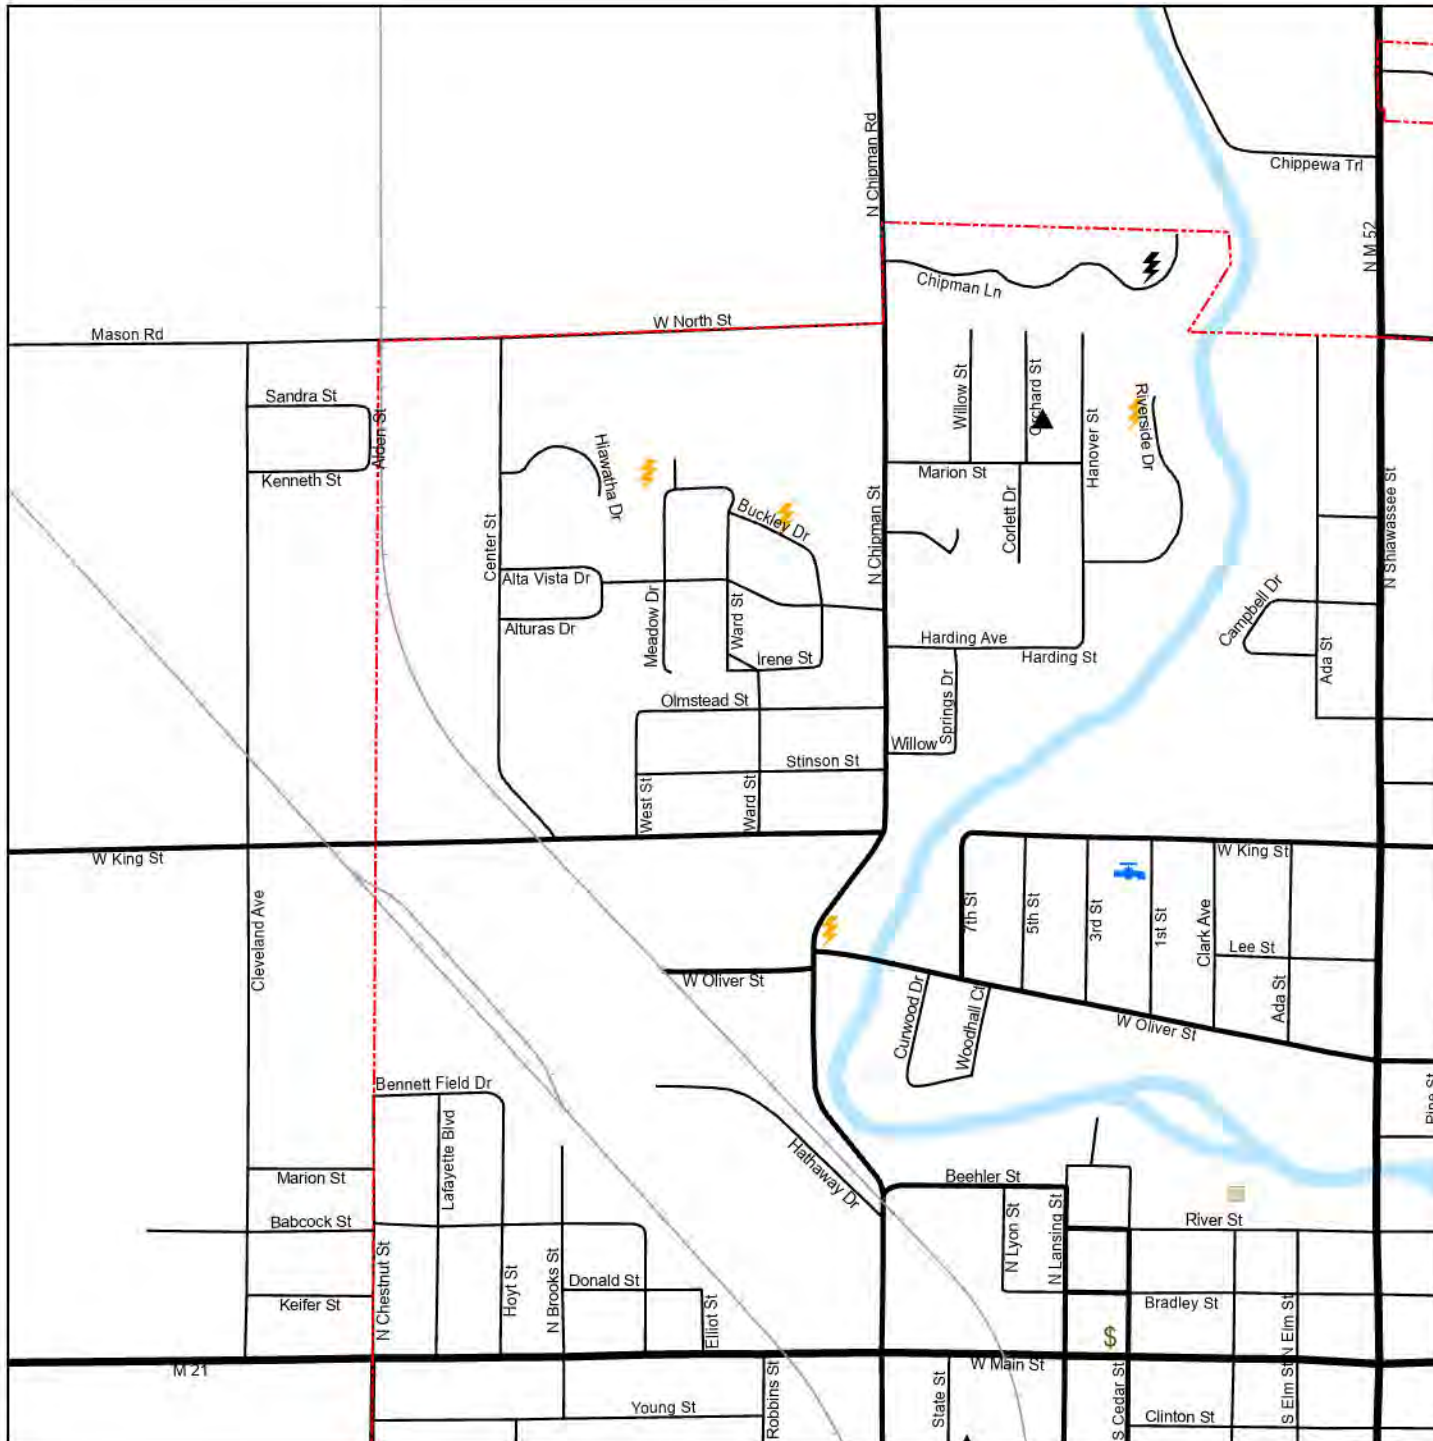 N Chipman Rd
Chippewa Trl
N M 52
Chipman Ln
W North St
Mason Rd
Sandra St
Alden St
Kenneth St
Hiawatha Dr
Willow St
Orchard St
Hanover St
Riverside Dr
Marion St
Corlett Dr
N Chipman St
N Shiawassee St
Buckley Dr
Center St
Alta Vista Dr
Alturas Dr
Meadow Dr
Ward St
Irene St
Harding Ave
Harding St
Campbell Dr
Ada St
Olmstead St
Willow
Springs Dr
Stinson St
West St
Ward St
W King St
W King St
Cleveland Ave
7th St
5th St
3rd St
1st St
Clark Ave
Lee St
Ada St
W Oliver St
W Oliver St
Curwood Dr
Woodhall Ct
Bennett Field Dr
Lafayette Blvd
Pine St
Hathaway Dr
Marion St
Beehler St
Babcock St
N Chestnut St
Hoyt St
N Brooks St
Donald St
Elliot St
Keifer St
N Lyon St
N Lansing St
River St
Bradley St
N Elm St
M 21
W Main St
Young St
Robbins St
State St
S Cedar St
Clinton St
S Elm St
$